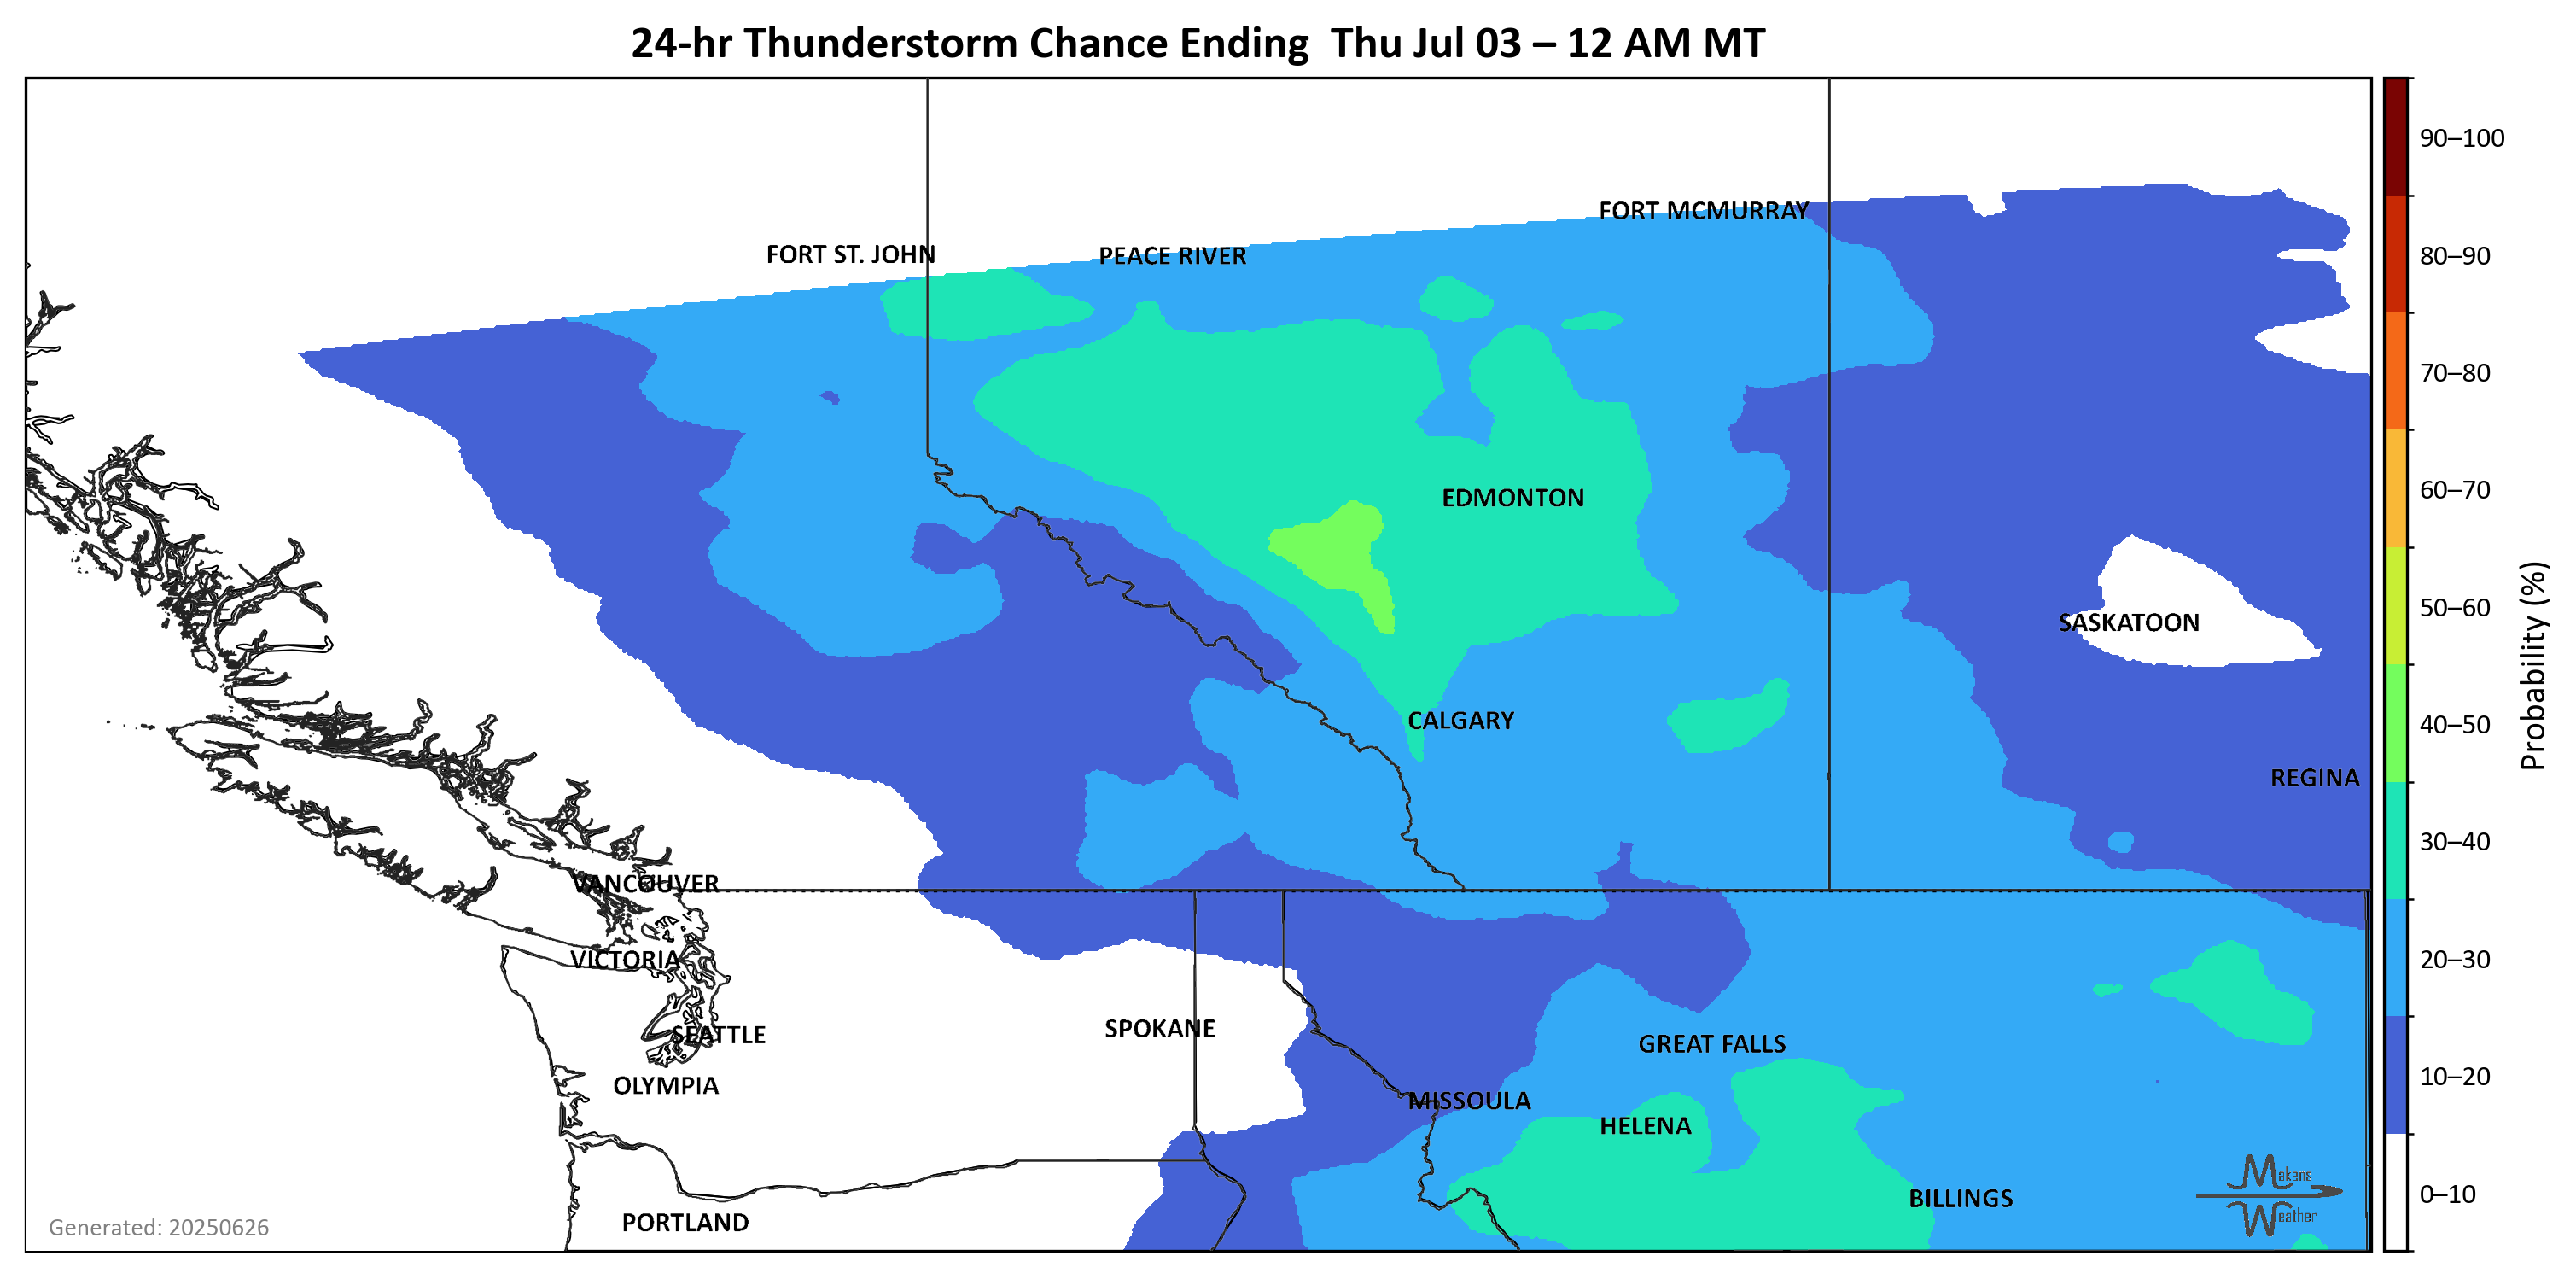 24-hr Thunderstorm Chance Ending  Thu Jul 03 – 12 AM MT
90–100
FORT MCMURRAY
FORT ST. JOHN
PEACE RIVER
80–90
70–80
60–70
EDMONTON
50–60
SASKATOON
Probability (%)
CALGARY
40–50
REGINA
30–40
VANCOUVER
VICTORIA
20–30
SEATTLE
SPOKANE
GREAT FALLS
OLYMPIA
MISSOULA
10–20
HELENA
Makens
BILLINGS
0–10
Weather
PORTLAND
Generated: 20250626